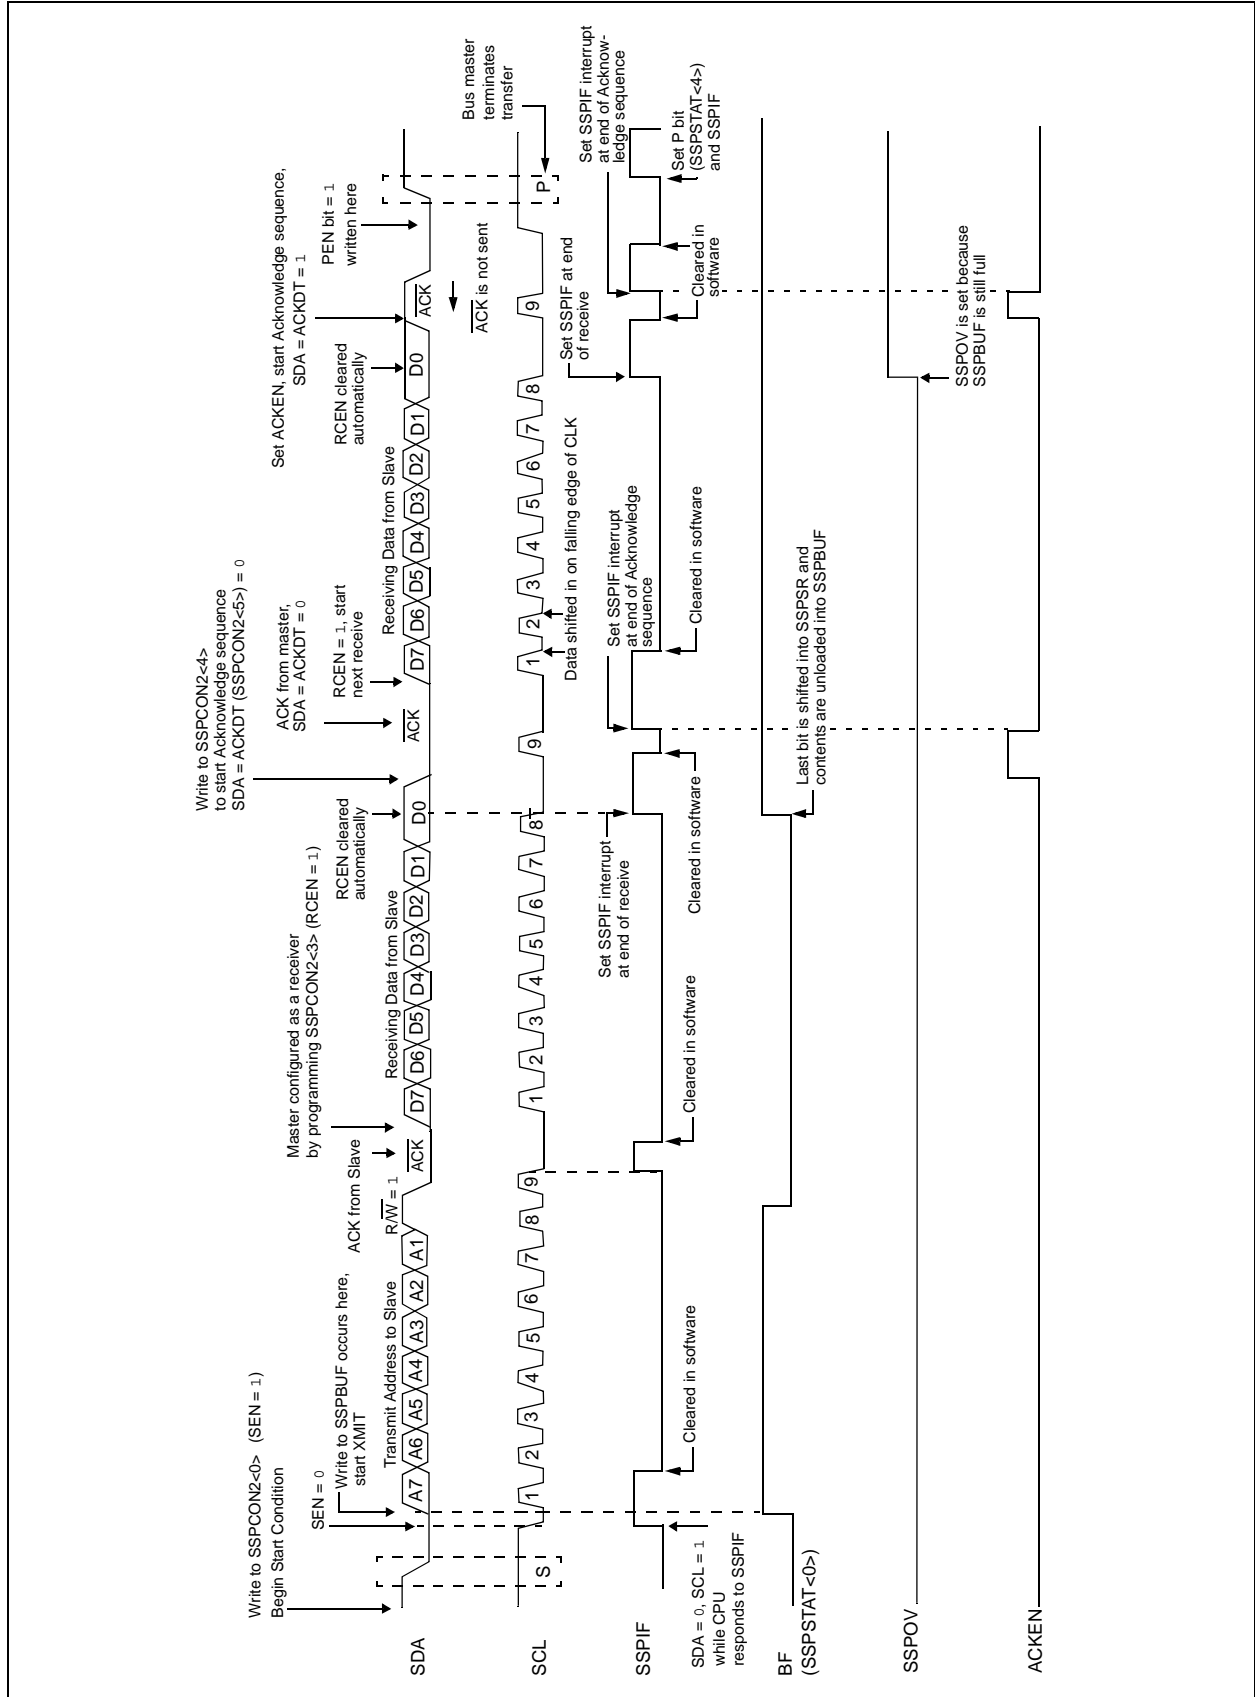 Write to SSPCON2<0> (SEN = 1)
Begin Start Condition
SEN = 0
Write to SSPBUF occurs here,
start XMIT
Transmit Address to Slave
ACK from Slave
R/W = 1
Master configured as a receiver
by programming SSPCON2<3> (RCEN = 1)
Receiving Data from Slave
RCEN cleared
automatically
Write to SSPCON2<4>
to start Acknowledge sequence
SDA = ACKDT (SSPCON2<5>) = 0
ACK from master,
SDA = ACKDT = 0
RCEN = 1, start
next receive
Receiving Data from Slave
RCEN cleared
automatically
Set ACKEN, start Acknowledge sequence,
SDA = ACKDT = 1
PEN bit = 1
written here
SDA
A7 A6 A5 A4 A3 A2 A1 ACK D7 D6 D5 D4 D3 D2 D1 D0 ACK D7 D6 D5 D4 D3 D2 D1 D0 ACK
ACK is not sent
Bus master
terminates
transfer
SCL
S 1 2 3 4 5 6 7 8 9 1 2 3 4 5 6 7 8 9 1 2 3 4 5 6 7 8 9 P
Data shifted in on falling edge of CLK
Set SSPIF interrupt
at end of receive
Set SSPIF interrupt
at end of Acknowledge
sequence
Set SSPIF at end
of receive
Set SSPIF interrupt
at end of Acknow-
ledge sequence
SSPIF
SDA = 0, SCL = 1
while CPU
responds to SSPIF
Cleared in software
Cleared in software
Cleared in software
Cleared in software
Cleared in software
Cleared in
software
Set P bit
(SSPSTAT<4>)
and SSPIF
BF
(SSPSTAT<0>)
Last bit is shifted into SSPSR and
contents are unloaded into SSPBUF
SSPOV
SSPOV is set because
SSPBUF is still full
ACKEN